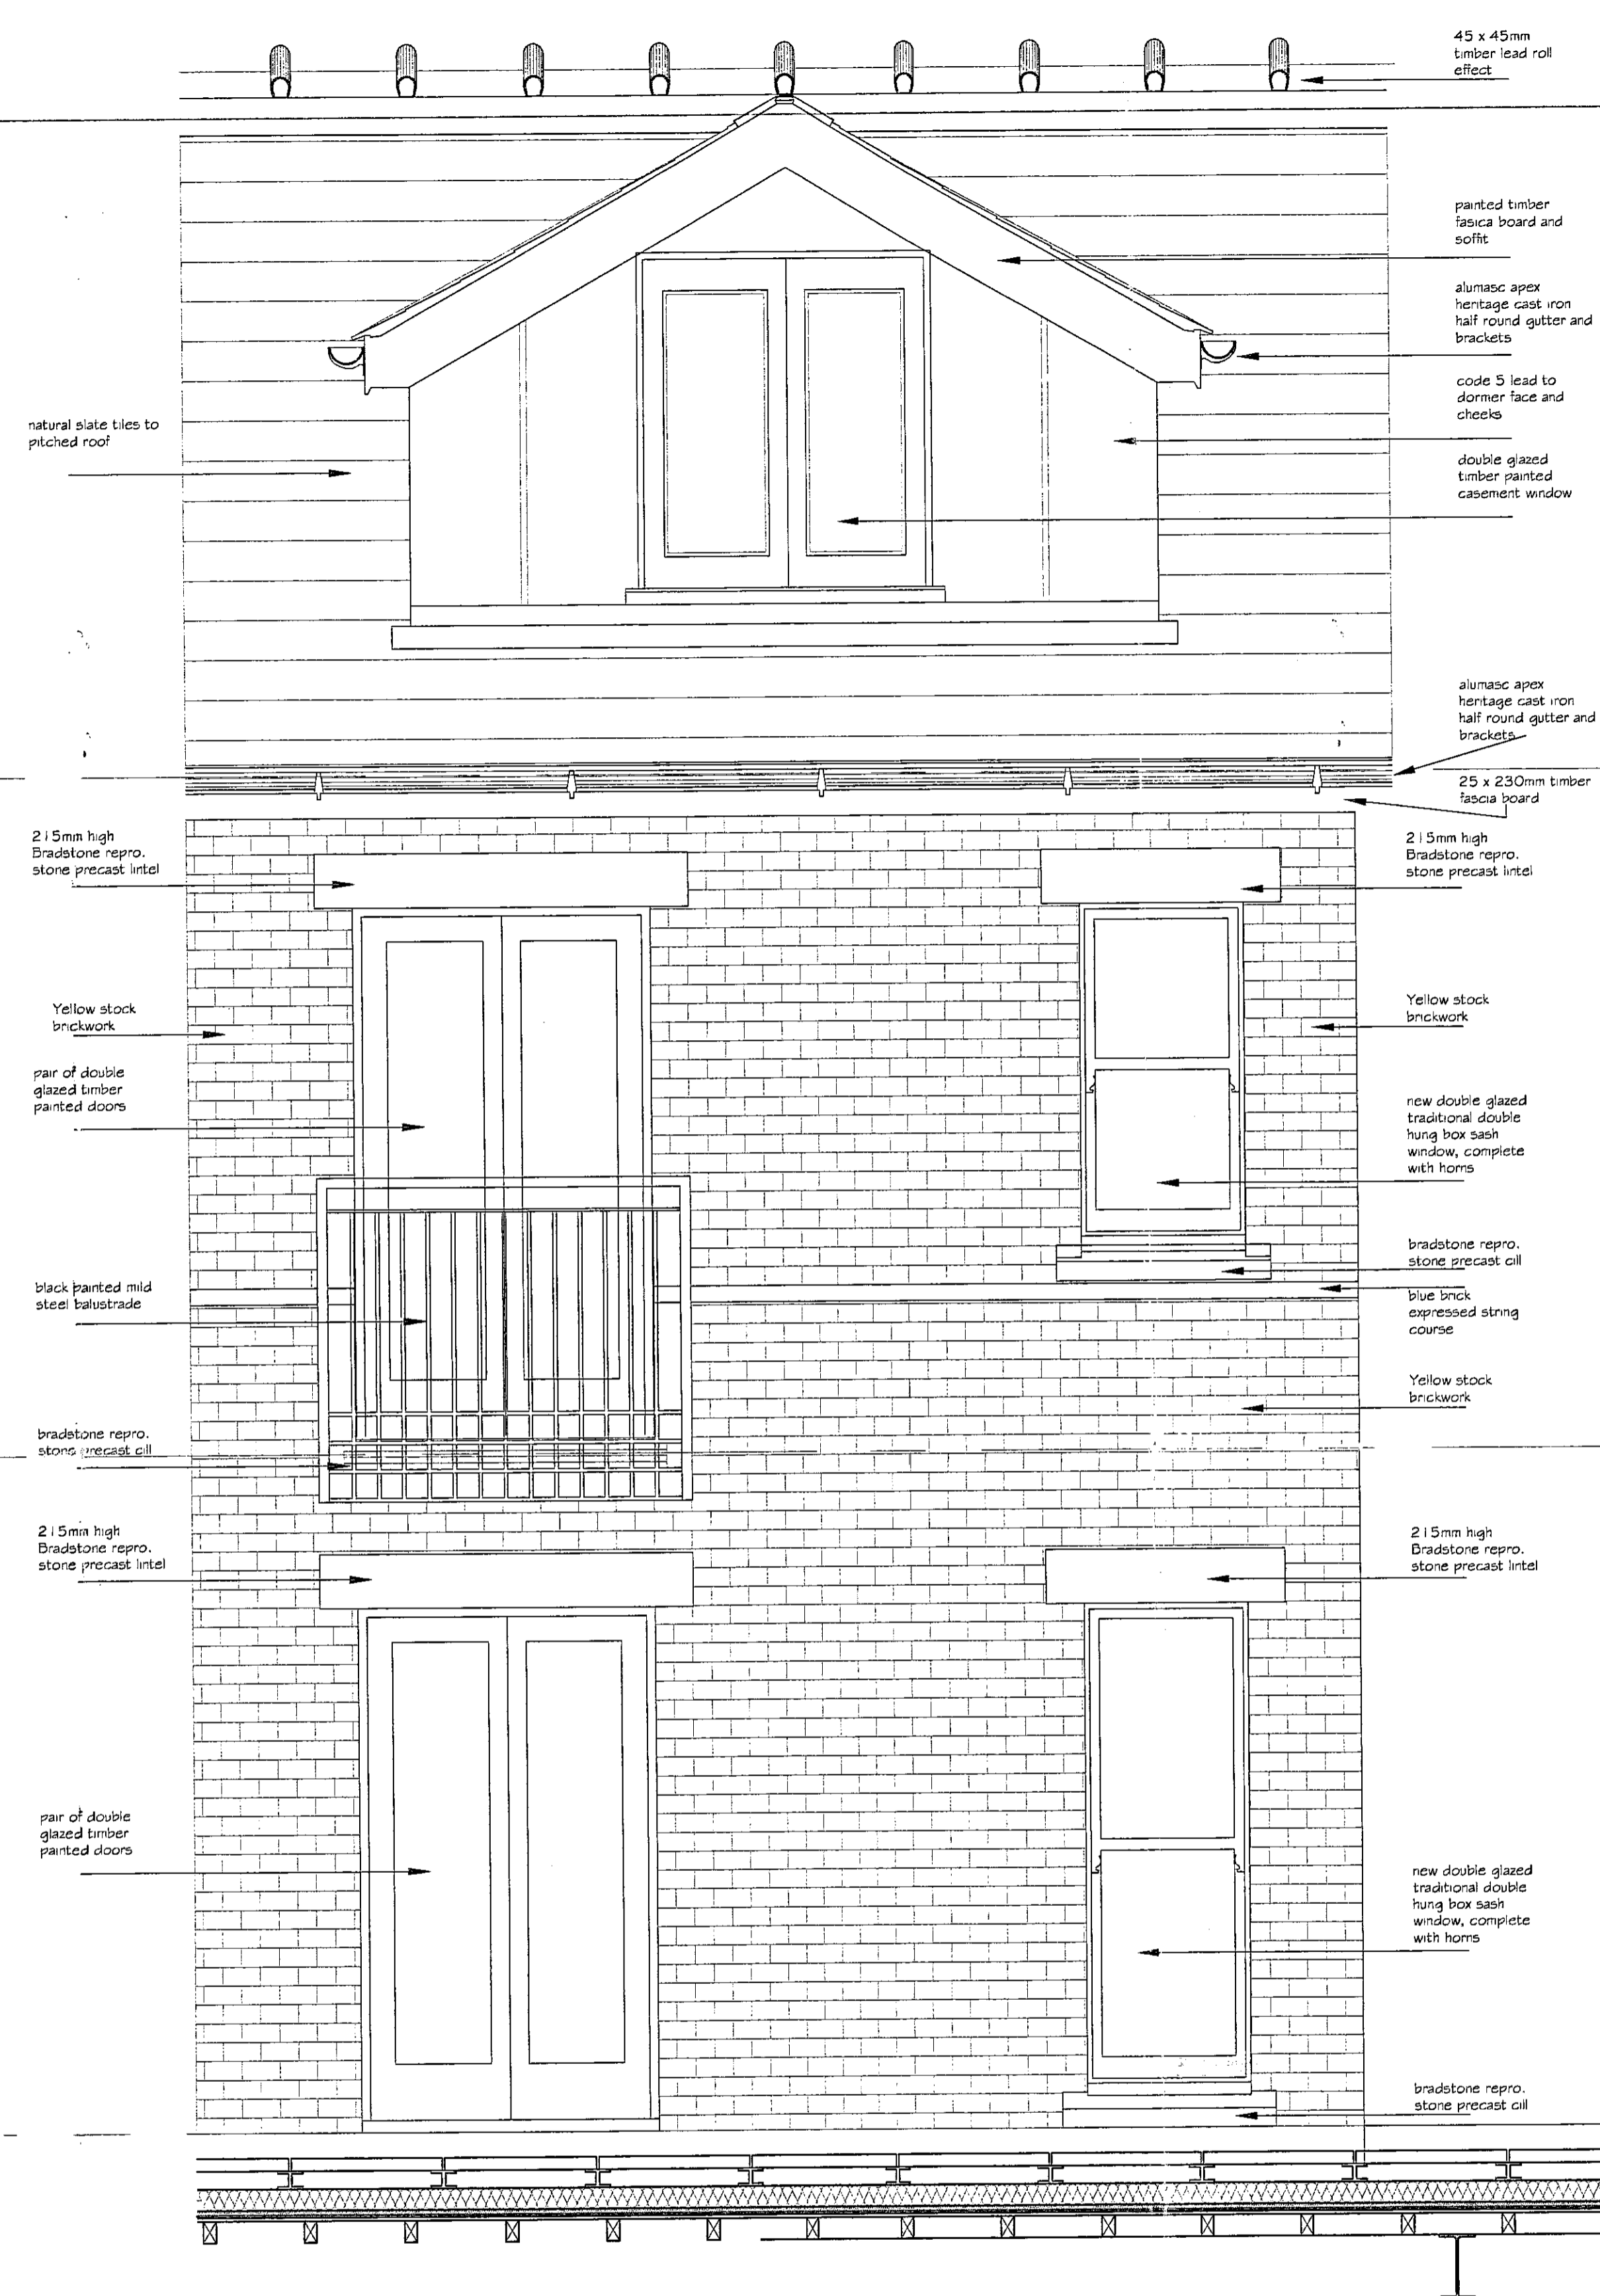 45 x 45mm
timber lead roll
effect
painted timber
fasica board and
soffit
alumasc apex
heritage cast iron
half round gutter and
brackets
code 5 lead to
dormer face and
cheeks
natural slate tiles to
pitched roof
double glazed
timber painted
casement window
alumasc apex
heritage cast iron
half round gutter and
brackets
25 x 230mm timber
fascia board
215mm high
Bradstone repro.
stone precast lintel
215mm high
Bradstone repro.
stone precast lintel
Yellow stock
brickwork
Yellow stock
brickwork
pair of double
glazed timber
painted doors
new double glazed
traditional double
hung box sash
window, complete
with horns
bradstone repro.
stone precast cill
black painted mild
steel balustrade
blue brick
expressed string
course
Yellow stock
brickwork
bradstone repro.
stone precast cill
215mm high
Bradstone repro.
stone precast lintel
215mm high
Bradstone repro.
stone precast lintel
pair of double
glazed timber
painted doors
new double glazed
traditional double
hung box sash
window, complete
with horns
bradstone repro.
stone precast cill